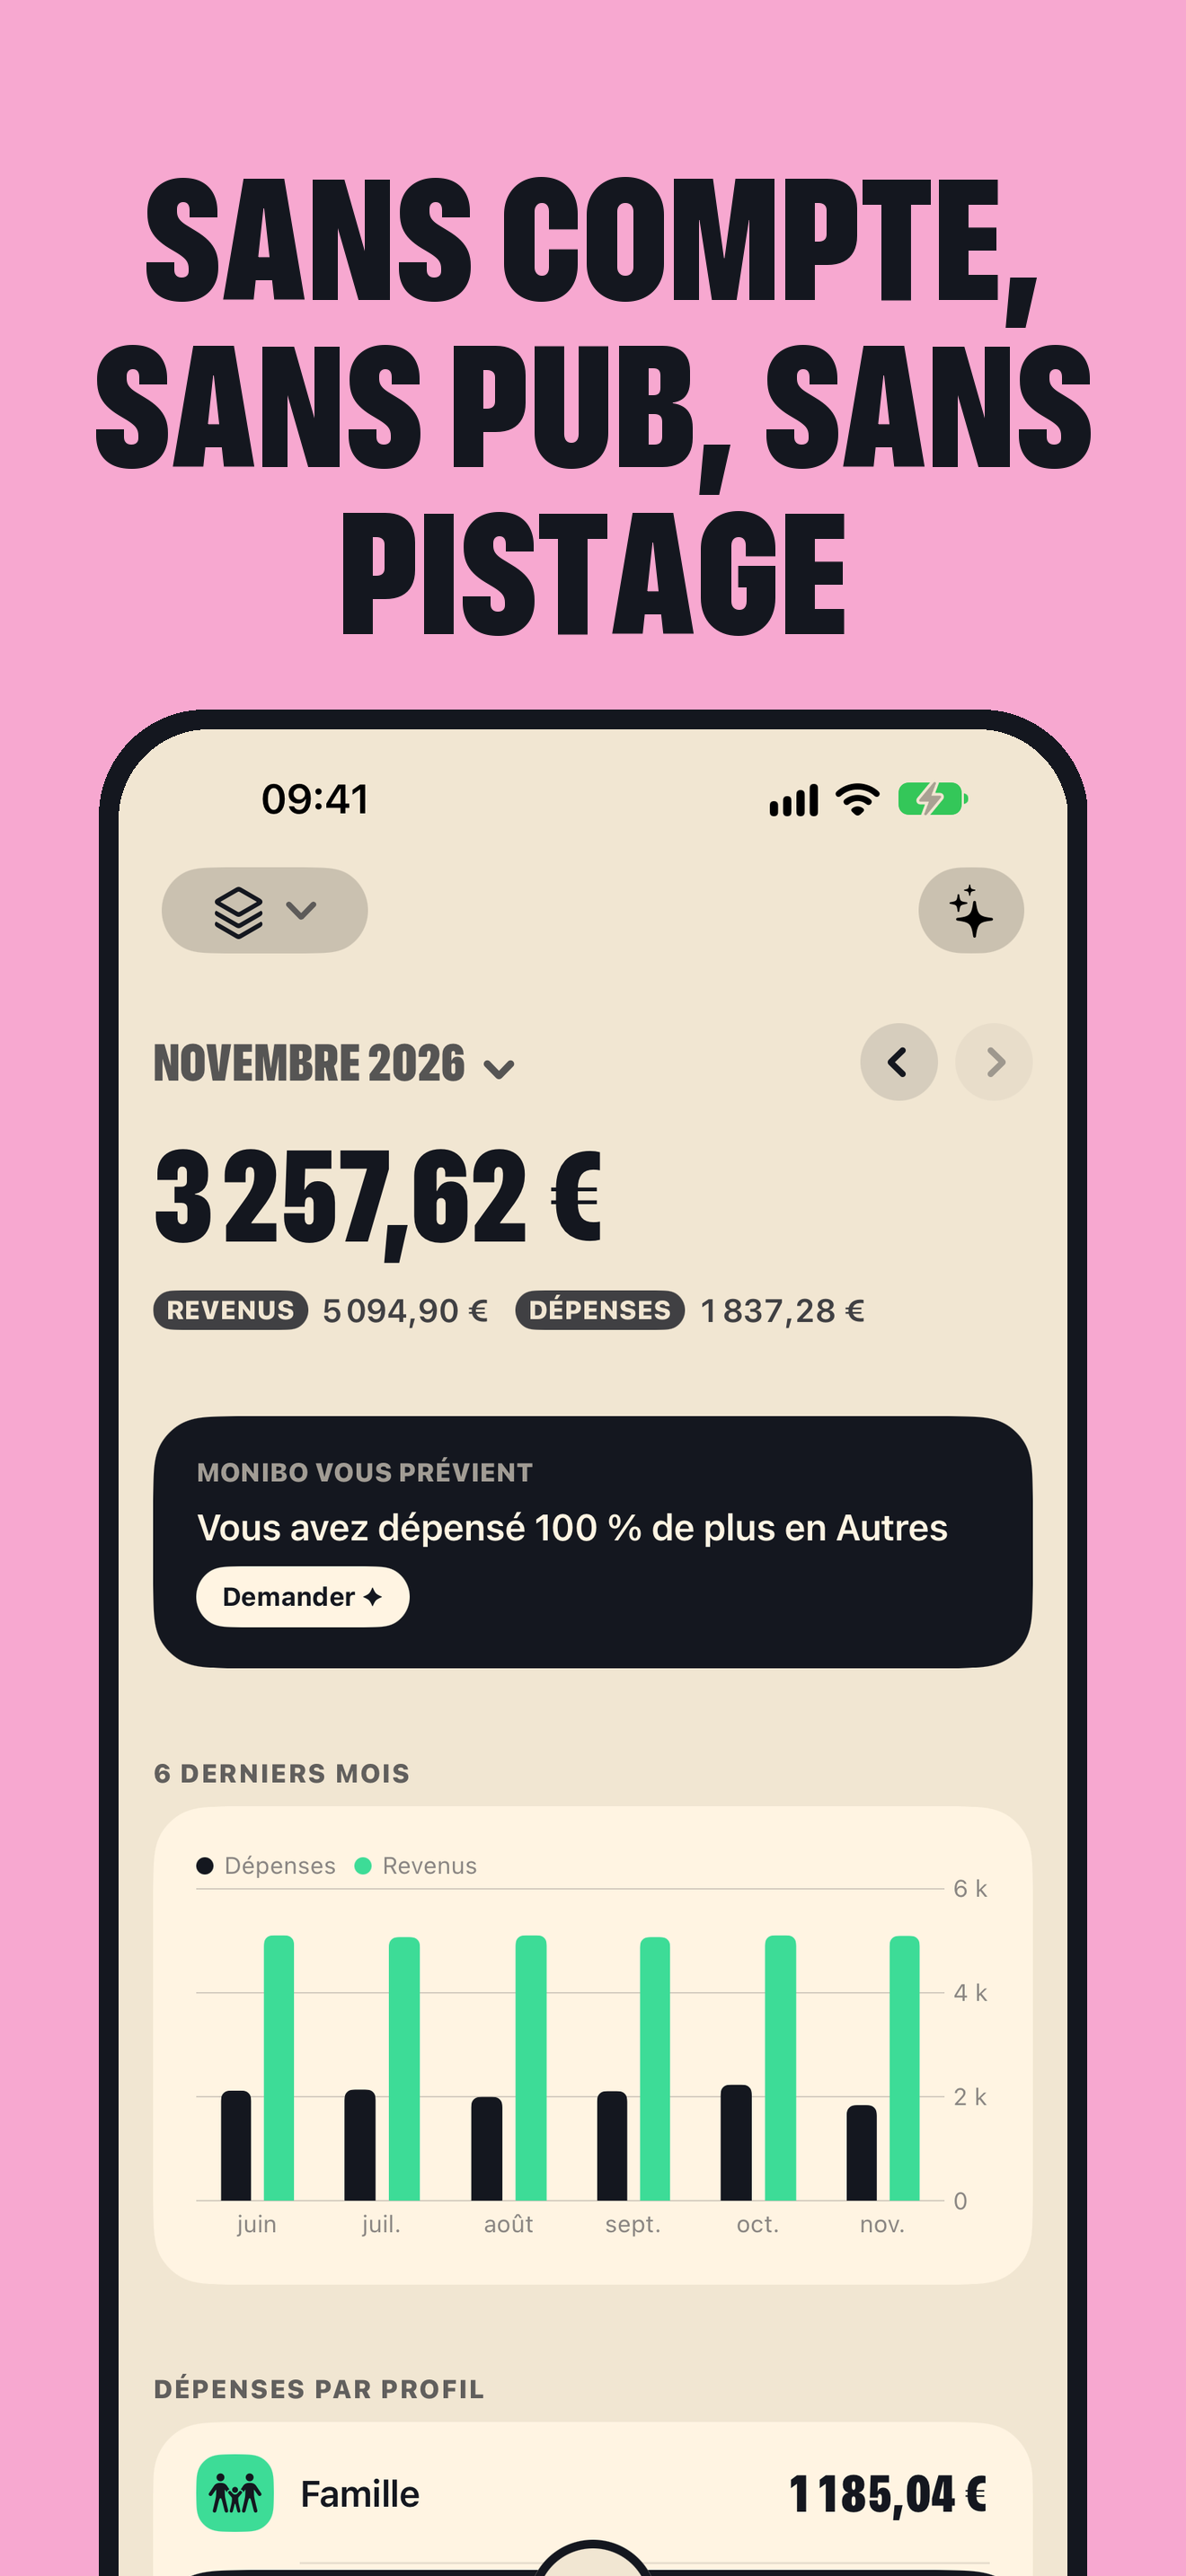 SANS COMPTE,
SANS PUB, SANS
PISTAGE
09:41
NOVEMBRE 2026
3 257,62 €
REVENUS 5 094,90 € DÉPENSES 1 837,28 €
MONIBO VOUS PRÉVIENT
Vous avez dépensé 100 % de plus en Autres
Demander
6 DERNIERS MOIS
Dépenses Revenus
6 k
4 k
2 k
0
juin juil. août sept. oct. nov.
DÉPENSES PAR PROFIL
Famille 1 185,04 €